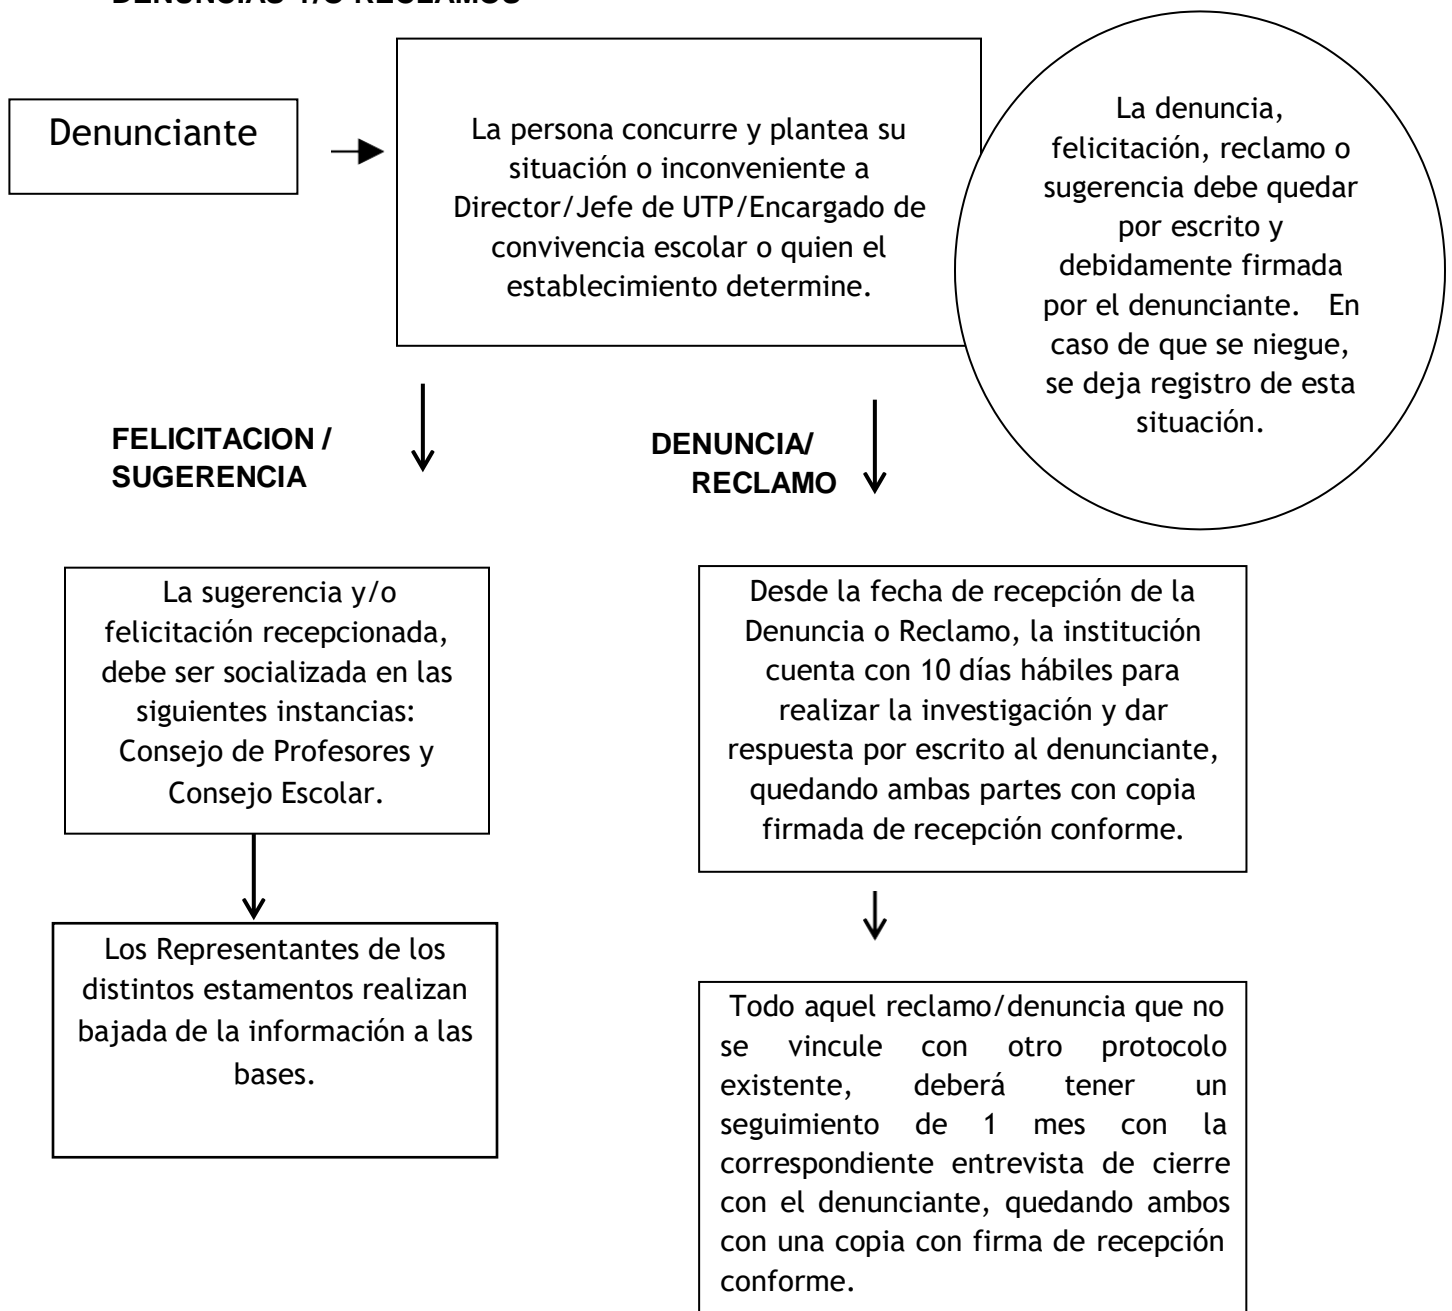 DENUNCIAS Y/O RECLAMOS
Denunciante
La persona concurre y plantea su
situación o inconveniente a
Director/Jefe de UTP/Encargado de
convivencia escolar o quien el
establecimiento determine.
La denuncia,
felicitación, reclamo o
sugerencia debe quedar
por escrito y
debidamente firmada
por el denunciante. En
caso de que se niegue,
se deja registro de esta
situación.
FELICITACION /
SUGERENCIA
DENUNCIA/
RECLAMO
La sugerencia y/o
felicitación recepcionada,
debe ser socializada en las
siguientes instancias:
Consejo de Profesores y
Consejo Escolar.
Los Representantes de los
distintos estamentos realizan
bajada de la información a las
bases.
Desde la fecha de recepción de la
Denuncia o Reclamo, la institución
cuenta con 10 días hábiles para
realizar la investigación y dar
respuesta por escrito al denunciante,
quedando ambas partes con copia
firmada de recepción conforme.
Todo aquel reclamo/denuncia que no
se vincule con otro protocolo
existente, deberá tener un
seguimiento de 1 mes con la
correspondiente entrevista de cierre
con el denunciante, quedando ambos
con una copia con firma de recepción
conforme.